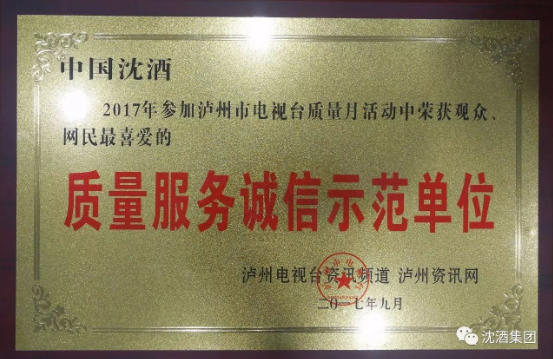 中国沈酒
2017年参加泸州市电视台质量月活动中荣获观众、
网民最喜爱的
质量服务诚信示范单位
泸州电视台资讯频道 泸州资讯网
二〇一七年九月
沈酒集团